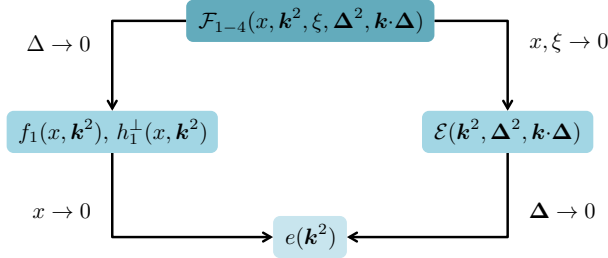 𝓕₁₋₄(x, 𝒌², ξ, 𝚫², 𝒌·𝚫)
Δ → 0
x, ξ → 0
f₁(x, 𝒌²), h₁^⊥(x, 𝒌²)
𝓔(𝒌², 𝚫², 𝒌·𝚫)
x → 0
𝚫 → 0
e(𝒌²)